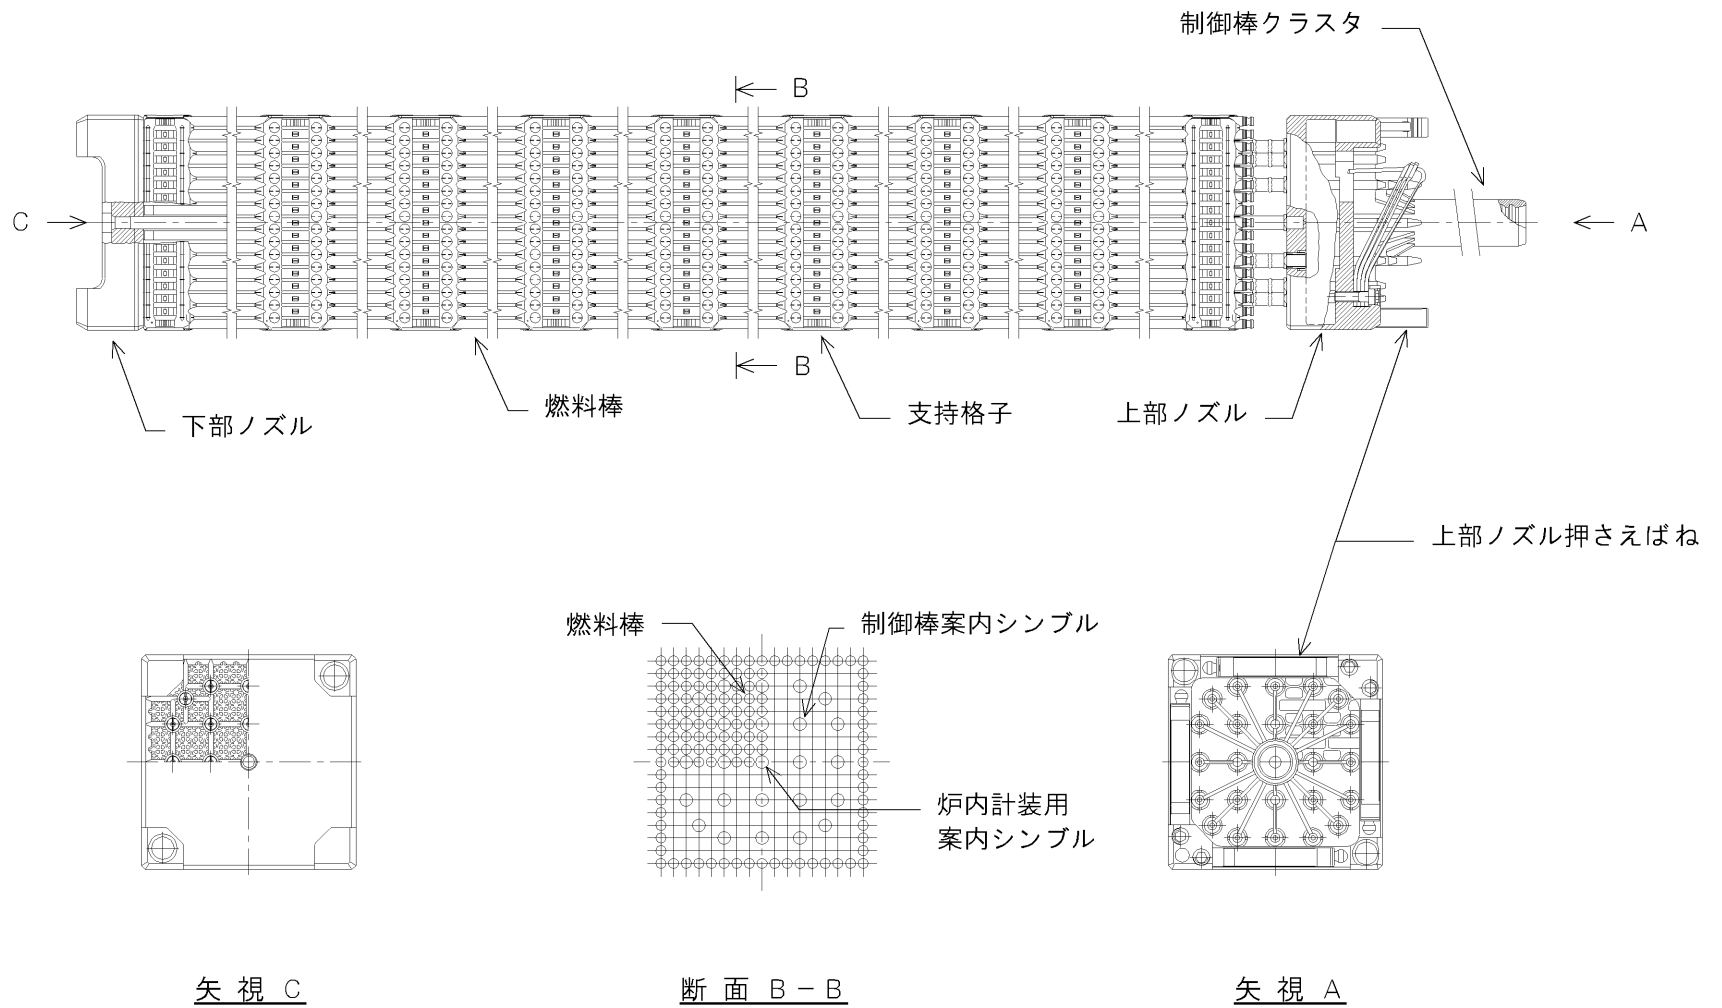 制御棒クラスタ
B
C
A
B
下部ノズル
燃料棒
支持格子
上部ノズル
上部ノズル押さえばね
燃料棒
制御棒案内シンブル
炉内計装用
案内シンブル
矢視 C
断面 B－B
矢視 A